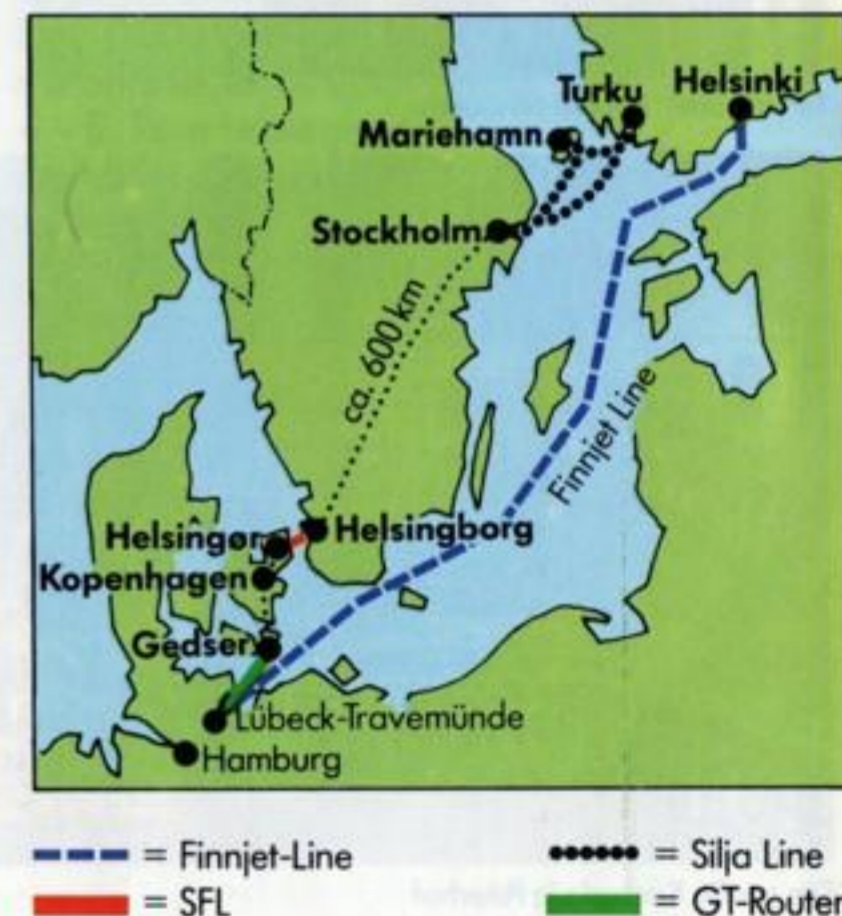 Turku
Helsinki
Mariehamn
Stockholm
ca. 600 km
Finnjet Line
Helsingør
Helsingborg
Kopenhagen
Gedser
Lübeck-Travemünde
Hamburg
= Finnjet-Line
= Silja Line
= SFL
= GT-Router